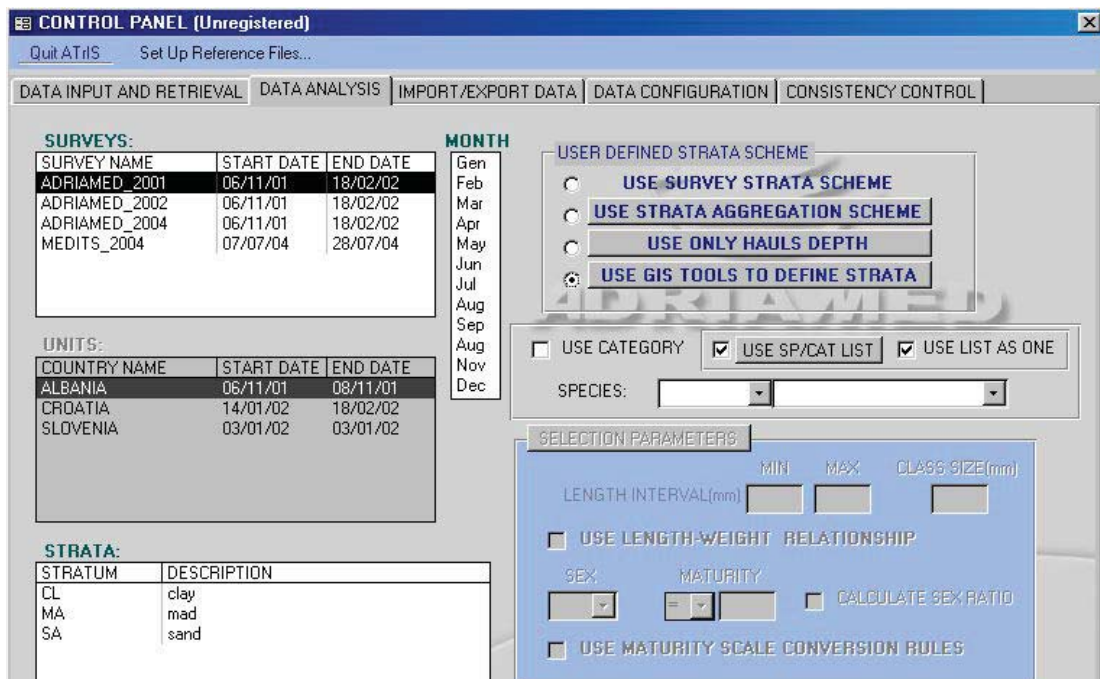 CONTROL PANEL (Unregistered)
Quit ATrIS Set Up Reference Files...
DATA INPUT AND RETRIEVAL DATA ANALYSIS IMPORT/EXPORT DATA DATA CONFIGURATION CONSISTENCY CONTROL
SURVEYS:
SURVEY NAME START DATE END DATE
ADRIAMED_2001 06/11/01 18/02/02
ADRIAMED_2002 06/11/01 18/02/02
ADRIAMED_2004 06/11/01 18/02/02
MEDITS_2004 07/07/04 28/07/04
UNITS:
COUNTRY NAME START DATE END DATE
ALBANIA 06/11/01 08/11/01
CROATIA 14/01/02 18/02/02
SLOVENIA 03/01/02 03/01/02
STRATA:
STRATUM DESCRIPTION
CL clay
MA mad
SA sand
MONTH
Gen
Feb
Mar
Apr
May
Jun
Jul
Aug
Sep
Aug
Nov
Dec
USER DEFINED STRATA SCHEME
USE SURVEY STRATA SCHEME
USE STRATA AGGREGATION SCHEME
USE ONLY HAULS DEPTH
USE GIS TOOLS TO DEFINE STRATA
ADRIAMED
USE CATEGORY USE SP/CAT LIST USE LIST AS ONE
SPECIES:
SELECTION PARAMETERS
MIN MAX CLASS SIZE(mm)
LENGTH INTERVAL(mm)
USE LENGTH-WEIGHT RELATIONSHIP
SEX MATURITY
= CALCULATE SEX RATIO
USE MATURITY SCALE CONVERSION RULES